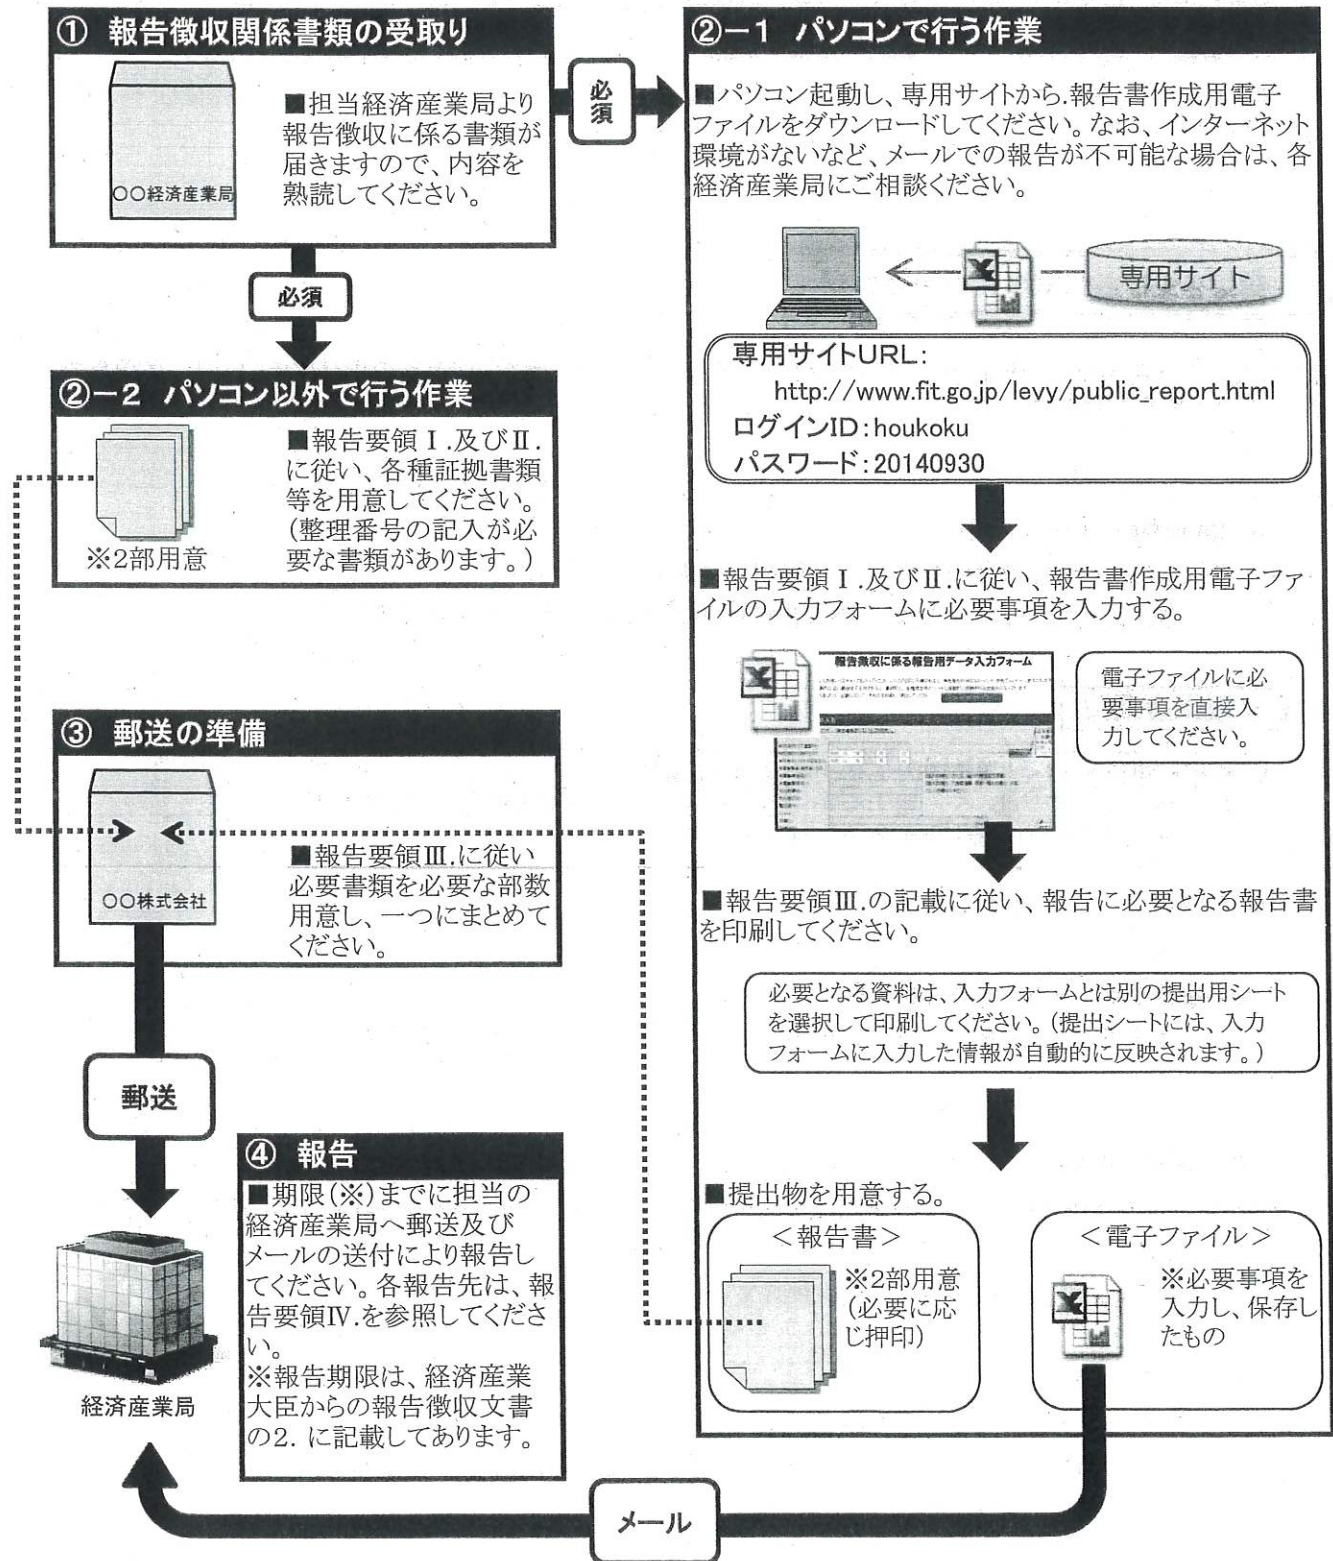 ① 報告徴収関係書類の受取り
■担当経済産業局より
報告徴収に係る書類が
届きますので、内容を
熟読してください。
○○経済産業局
必須
必須
②－2 パソコン以外で行う作業
■報告要領Ⅰ.及びⅡ.
に従い、各種証拠書類
等を用意してください。
(整理番号の記入が必
要な書類があります。)
※2部用意
③ 郵送の準備
■報告要領Ⅲ.に従い
必要書類を必要な部数
用意し、一つにまとめて
ください。
○○株式会社
郵送
④ 報告
■期限(※)までに担当の
経済産業局へ郵送及び
メールの送付により報告し
てください。各報告先は、報
告要領Ⅳ.を参照してくださ
い。
※報告期限は、経済産業
大臣からの報告徴収文書
の2. に記載してあります。
経済産業局
②－1 パソコンで行う作業
■パソコン起動し、専用サイトから.報告書作成用電子
ファイルをダウンロードしてください。なお、インターネット
環境がないなど、メールでの報告が不可能な場合は、各
経済産業局にご相談ください。
専用サイト
専用サイトURL:
http://www.fit.go.jp/levy/public_report.html
ログインID:houkoku
パスワード:20140930
■報告要領Ⅰ.及びⅡ.に従い、報告書作成用電子ファ
イルの入力フォームに必要事項を入力する。
報告徴収に係る報告用データ入力フォーム
電子ファイルに必
要事項を直接入
力してください。
■報告要領Ⅲ.の記載に従い、報告に必要となる報告書
を印刷してください。
必要となる資料は、入力フォームとは別の提出用シート
を選択して印刷してください。(提出シートには、入力
フォームに入力した情報が自動的に反映されます。)
■提出物を用意する。
＜報告書＞
※2部用意
(必要に応
じ押印)
＜電子ファイル＞
※必要事項を
入力し、保存し
たもの
メール